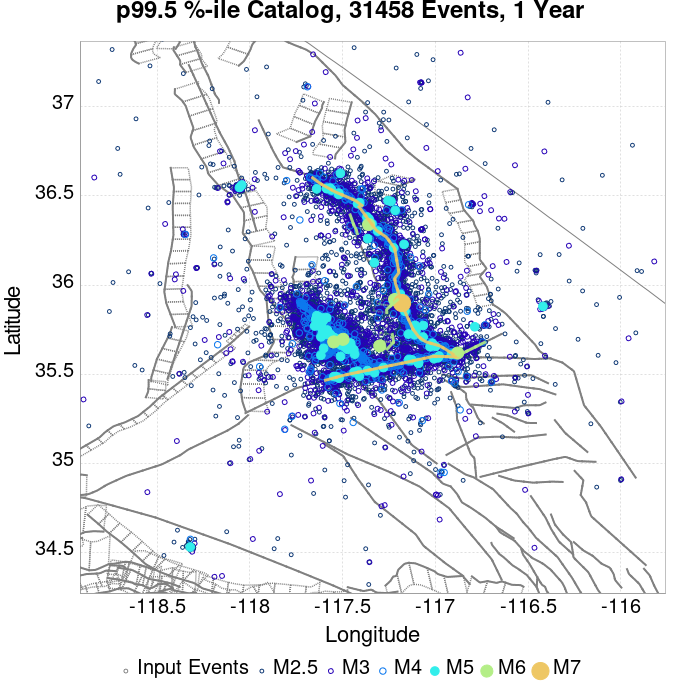 p99.5 %-ile Catalog, 31458 Events, 1 Year
37
36.5
36
35.5
35
34.5
Latitude
-118.5 -118 -117.5 -117 -116.5 -116
Longitude
Input Events M2.5 M3 M4 M5 M6 M7